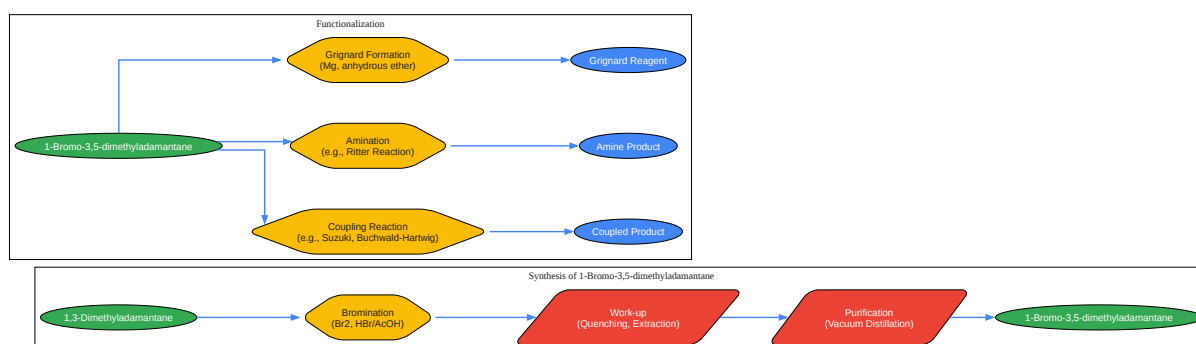 Functionalization
Grignard Formation
(Mg, anhydrous ether)
Grignard Reagent
1-Bromo-3,5-dimethyladamantane
Amination
(e.g., Ritter Reaction)
Amine Product
Coupling Reaction
(e.g., Suzuki, Buchwald-Hartwig)
Coupled Product
Synthesis of 1-Bromo-3,5-dimethyladamantane
1,3-Dimethyladamantane
Bromination
(Br2, HBr/AcOH)
Work-up
(Quenching, Extraction)
Purification
(Vacuum Distillation)
1-Bromo-3,5-dimethyladamantane